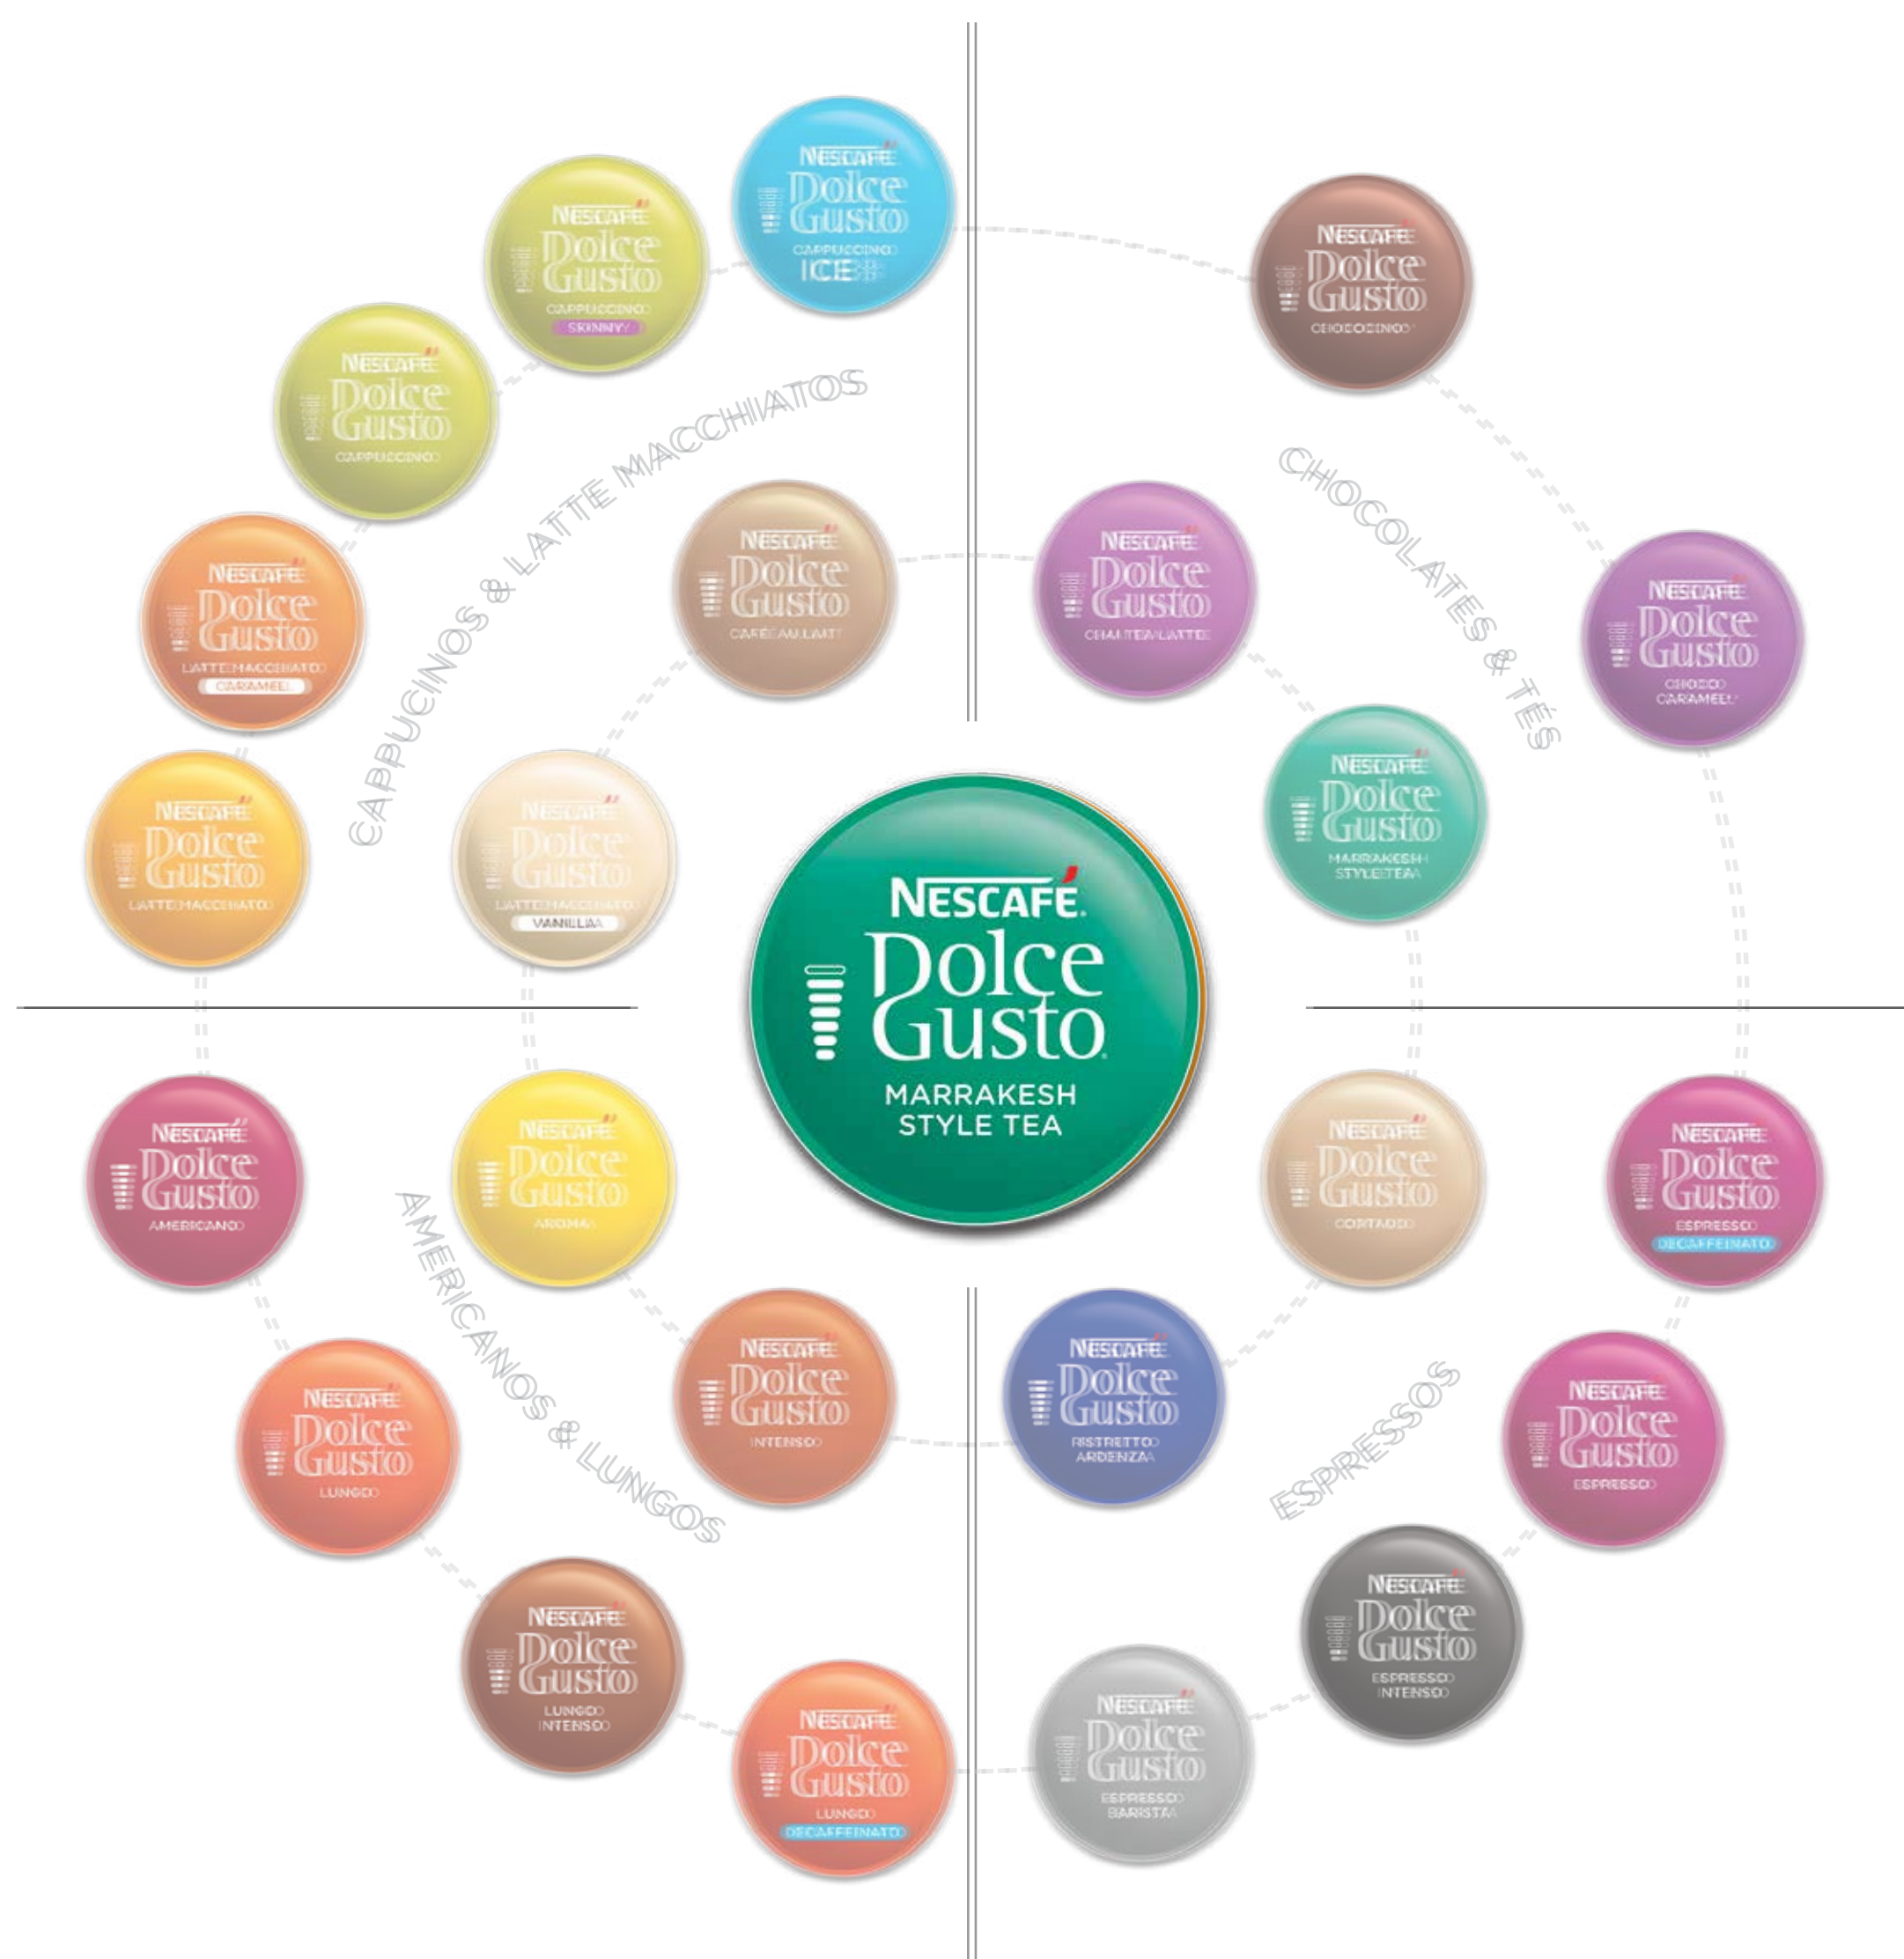 NESCAFÉ
Dolce
Gusto
CAPPUCCINO
ICE
NESCAFÉ
Dolce
Gusto
CAPPUCCINO
SKINNY
NESCAFÉ
Dolce
Gusto
CAPPUCCINO
NESCAFÉ
Dolce
Gusto
LATTE MACCHIATO
CARAMEL
NESCAFÉ
Dolce
Gusto
LATTE MACCHIATO
CAPPUCINOS & LATTE MACCHIATOS
NESCAFÉ
Dolce
Gusto
CAFÉ AU LAIT
NESCAFÉ
Dolce
Gusto
LATTE MACCHIATO
VANILLA
NESCAFÉ
Dolce
Gusto
CHOCOCINO
CHOCOLATES & TÉS
NESCAFÉ
Dolce
Gusto
CHOCO
CARAMEL
NESCAFÉ
Dolce
Gusto
CHAI TEA LATTE
NESCAFÉ
Dolce
Gusto
MARRAKESH
STYLE TEA
NESCAFÉ.
Dolce
Gusto
MARRAKESH
STYLE TEA
NESCAFÉ
Dolce
Gusto
AMERICANO
NESCAFÉ
Dolce
Gusto
AROMA
AMERICANOS & LUNGOS
NESCAFÉ
Dolce
Gusto
INTENSO
NESCAFÉ
Dolce
Gusto
LUNGO
NESCAFÉ
Dolce
Gusto
LUNGO
INTENSO
NESCAFÉ
Dolce
Gusto
LUNGO
DECAFFEINATO
NESCAFÉ
Dolce
Gusto
CORTADO
NESCAFÉ
Dolce
Gusto
ESPRESSO
DECAFFEINATO
NESCAFÉ
Dolce
Gusto
RISTRETTO
ARDENZA
ESPRESSOS
NESCAFÉ
Dolce
Gusto
ESPRESSO
NESCAFÉ
Dolce
Gusto
ESPRESSO
INTENSO
NESCAFÉ
Dolce
Gusto
ESPRESSO
BARISTA